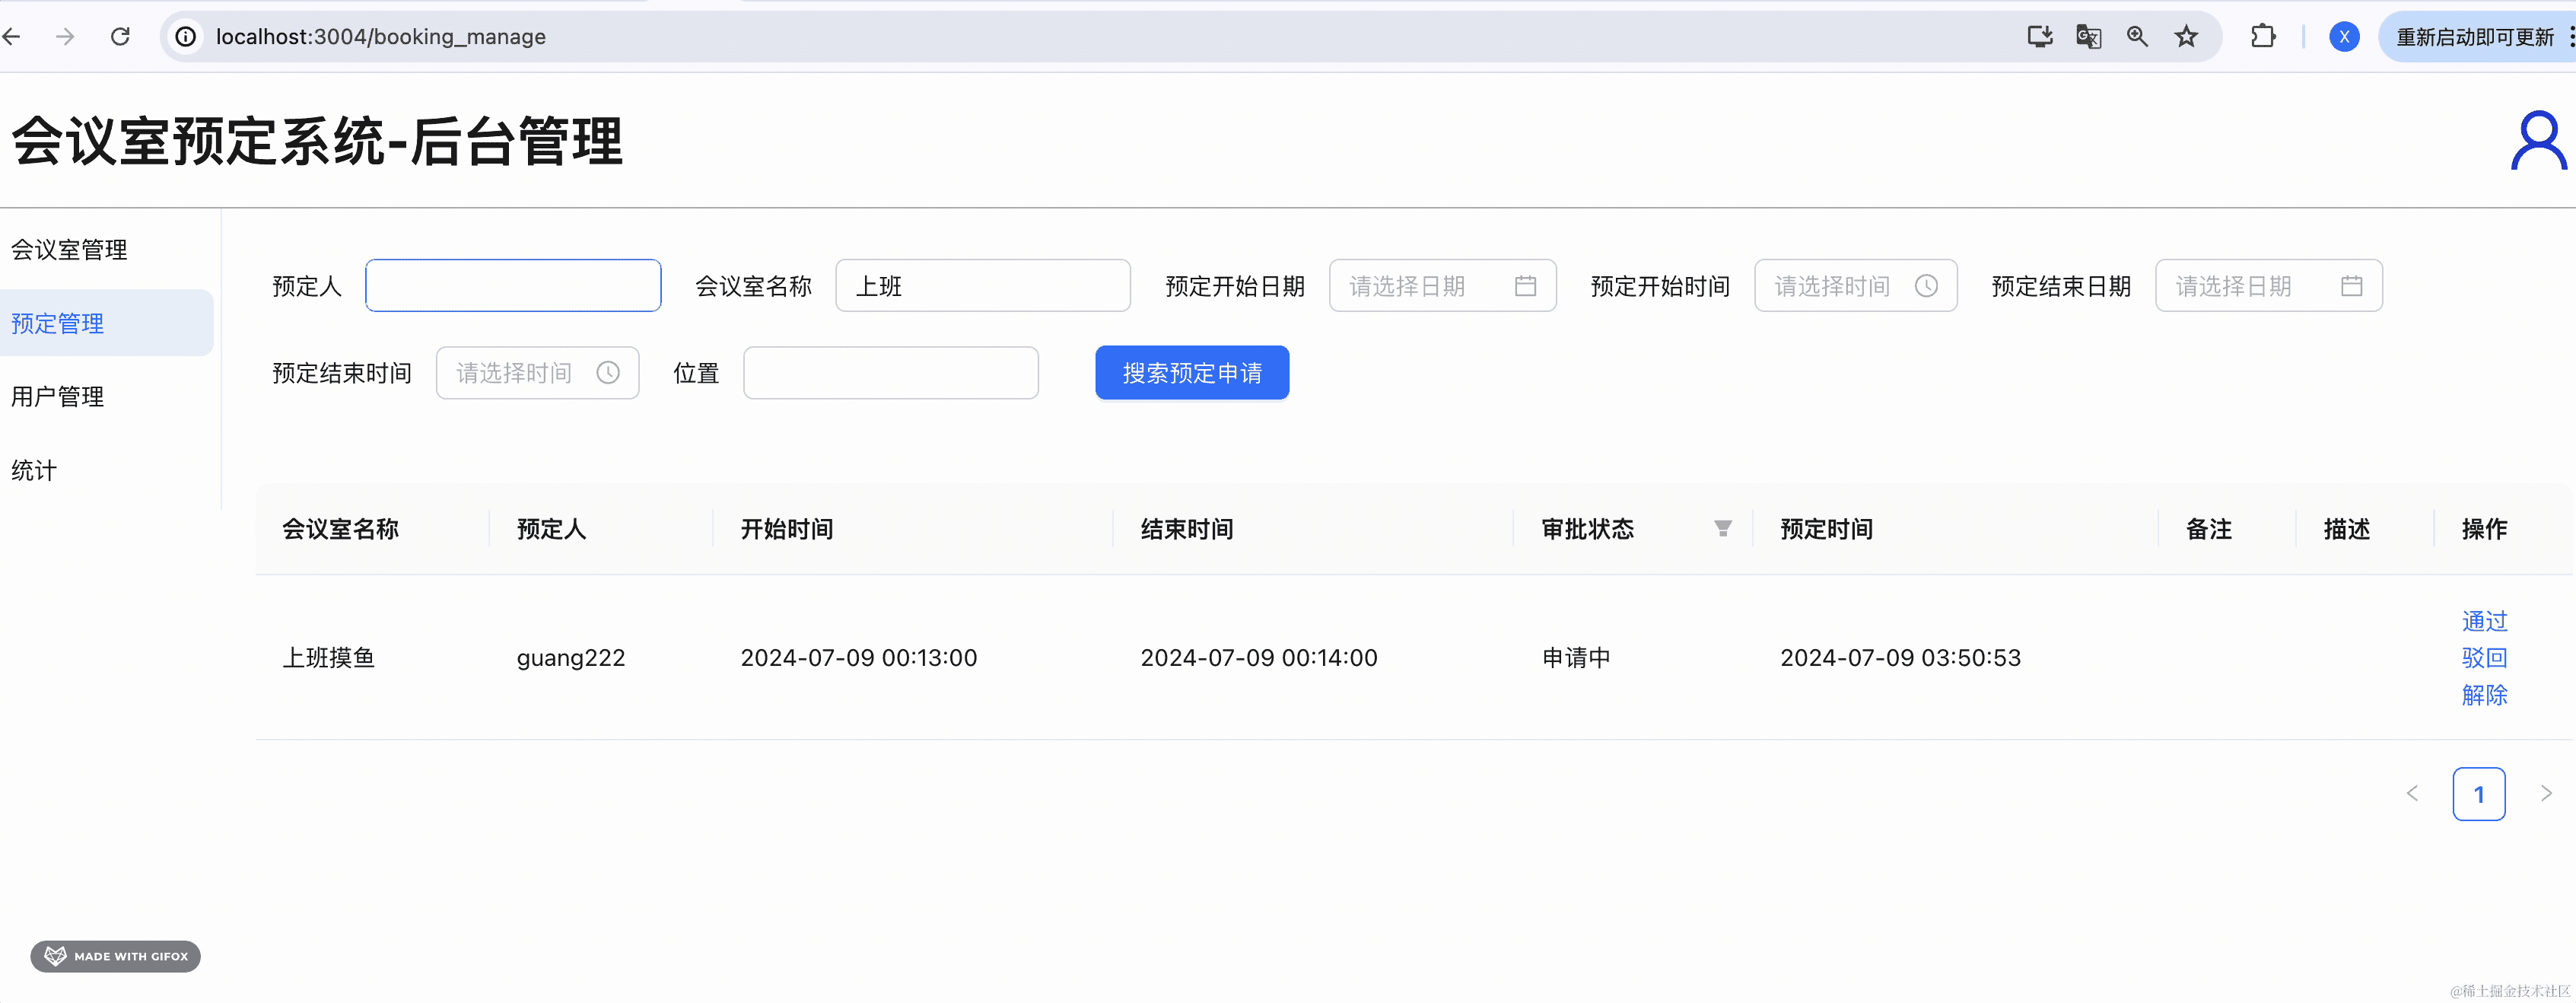 localhost:3004/booking_manage
X
重新启动即可更新
会议室预定系统-后台管理
会议室管理
预定管理
用户管理
统计
预定人 会议室名称 上班 预定开始日期 请选择日期 预定开始时间 请选择时间 预定结束日期 请选择日期
预定结束时间 请选择时间 位置 搜索预定申请
会议室名称 预定人 开始时间 结束时间 审批状态 预定时间 备注 描述 操作
上班摸鱼 guang222 2024-07-09 00:13:00 2024-07-09 00:14:00 申请中 2024-07-09 03:50:53
通过
驳回
解除
1
MADE WITH GIFOX
@稀土掘金技术社区